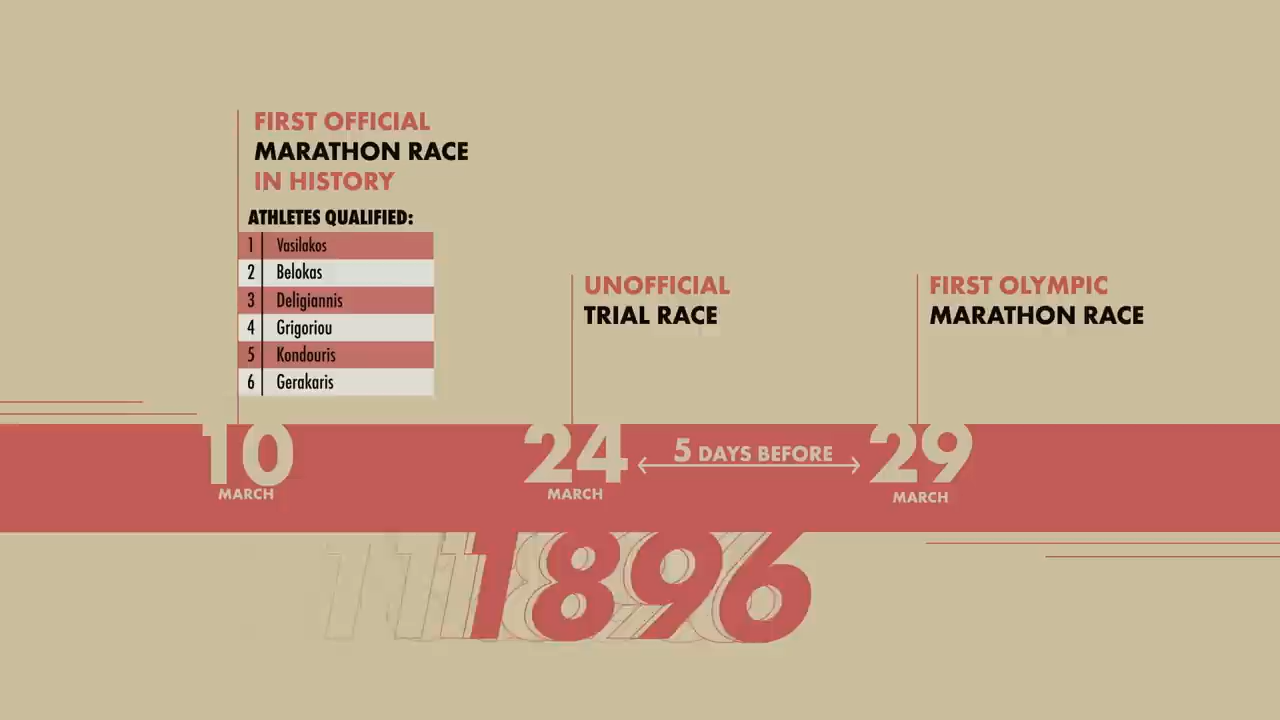 FIRST OFFICIAL
MARATHON RACE
IN HISTORY
ATHLETES QUALIFIED:
1 Vasilakos
2 Belokas
3 Deligiannis
4 Grigoriou
5 Kondouris
6 Gerakaris
UNOFFICIAL
TRIAL RACE
FIRST OLYMPIC
MARATHON RACE
10
MARCH
24
MARCH
5 DAYS BEFORE
29
MARCH
1896